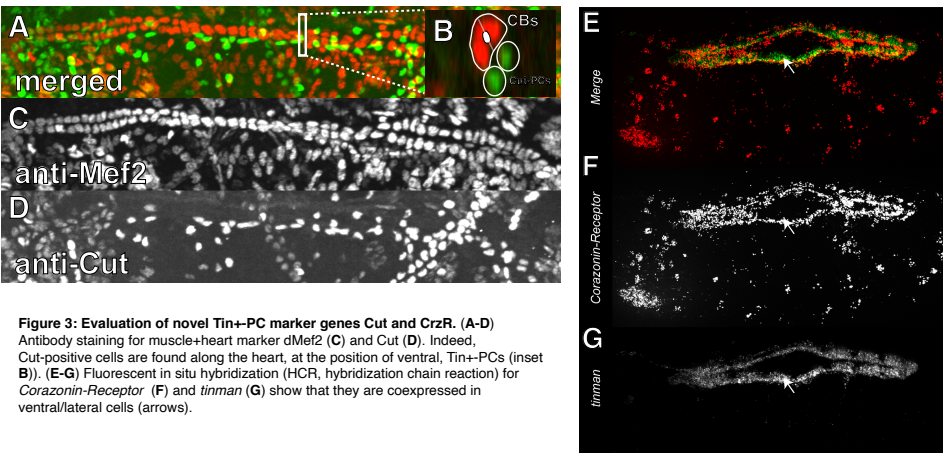 A
merged
B
CBs
Cut-PCs
C
anti-Mef2
D
anti-Cut
Figure 3: Evaluation of novel Tin+-PC marker genes Cut and CrzR. (A-D)
Antibody staining for muscle+heart marker dMef2 (C) and Cut (D). Indeed,
Cut-positive cells are found along the heart, at the position of ventral, Tin+-PCs (inset
B)). (E-G) Fluorescent in situ hybridization (HCR, hybridization chain reaction) for
Corazonin-Receptor (F) and tinman (G) show that they are coexpressed in
ventral/lateral cells (arrows).
E
Merge
F
Corazonin-Receptor
G
tinman